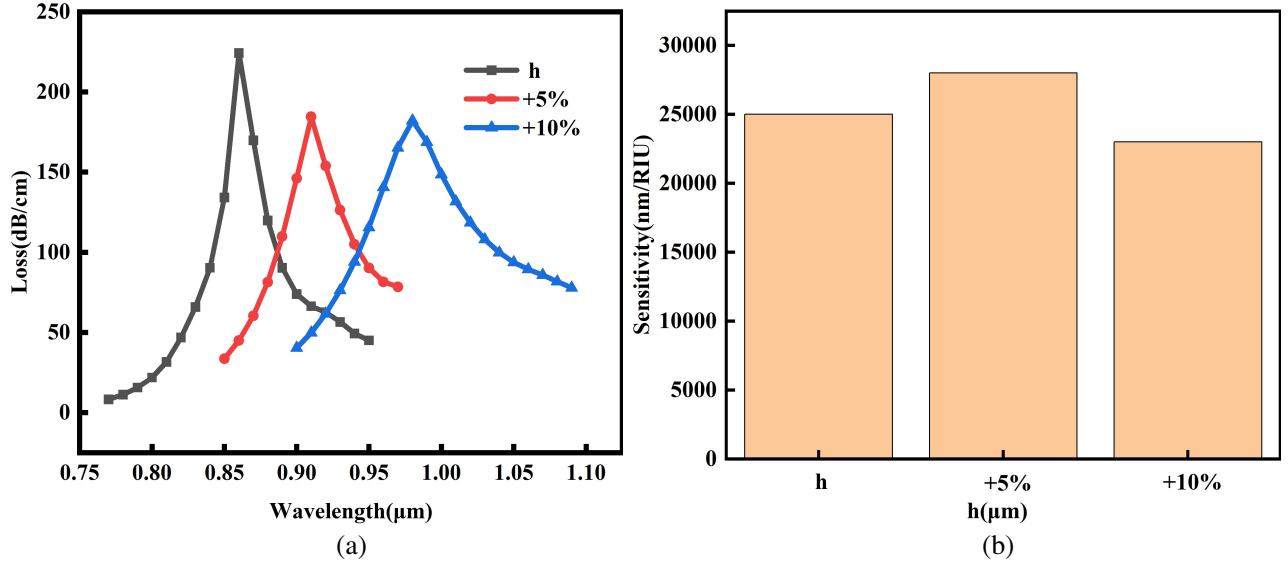 250
200
150
100
50
0
Losss(dB/cm)
h
+5%
+10%
0.75 0.80 0.85 0.90 0.95 1.00 1.05 1.10
Wavelength(μm)
(a)
30000
25000
20000
15000
10000
5000
0
Sensitivity(nm/RIU)
h +5% +10%
h(μm)
(b)